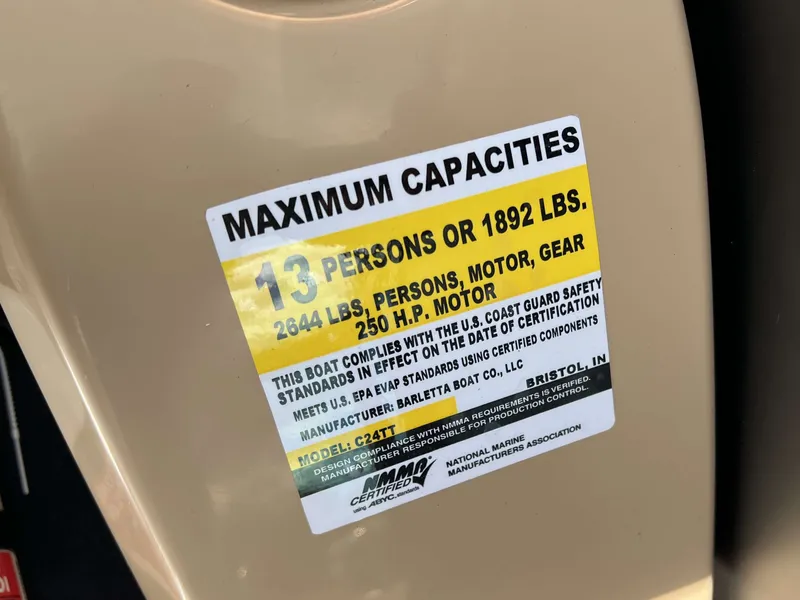 MAXIMUM CAPACITIES
13 PERSONS OR 1892 LBS.
2644 LBS, PERSONS, MOTOR, GEAR
250 H.P. MOTOR
THIS BOAT COMPLIES WITH THE U.S. COAST GUARD SAFETY
STANDARDS IN EFFECT ON THE DATE OF CERTIFICATION
MEETS U.S. EPA EVAP STANDARDS USING CERTIFIED COMPONENTS
MANUFACTURER: BARLETTA BOAT CO., LLC
BRISTOL, IN
MODEL: C24TT
DESIGN COMPLIANCE WITH NMMA REQUIREMENTS IS VERIFIED.
MANUFACTURER RESPONSIBLE FOR PRODUCTION CONTROL.
NMMA
CERTIFIED
using ABYC standards
NATIONAL MARINE
MANUFACTURERS ASSOCIATION